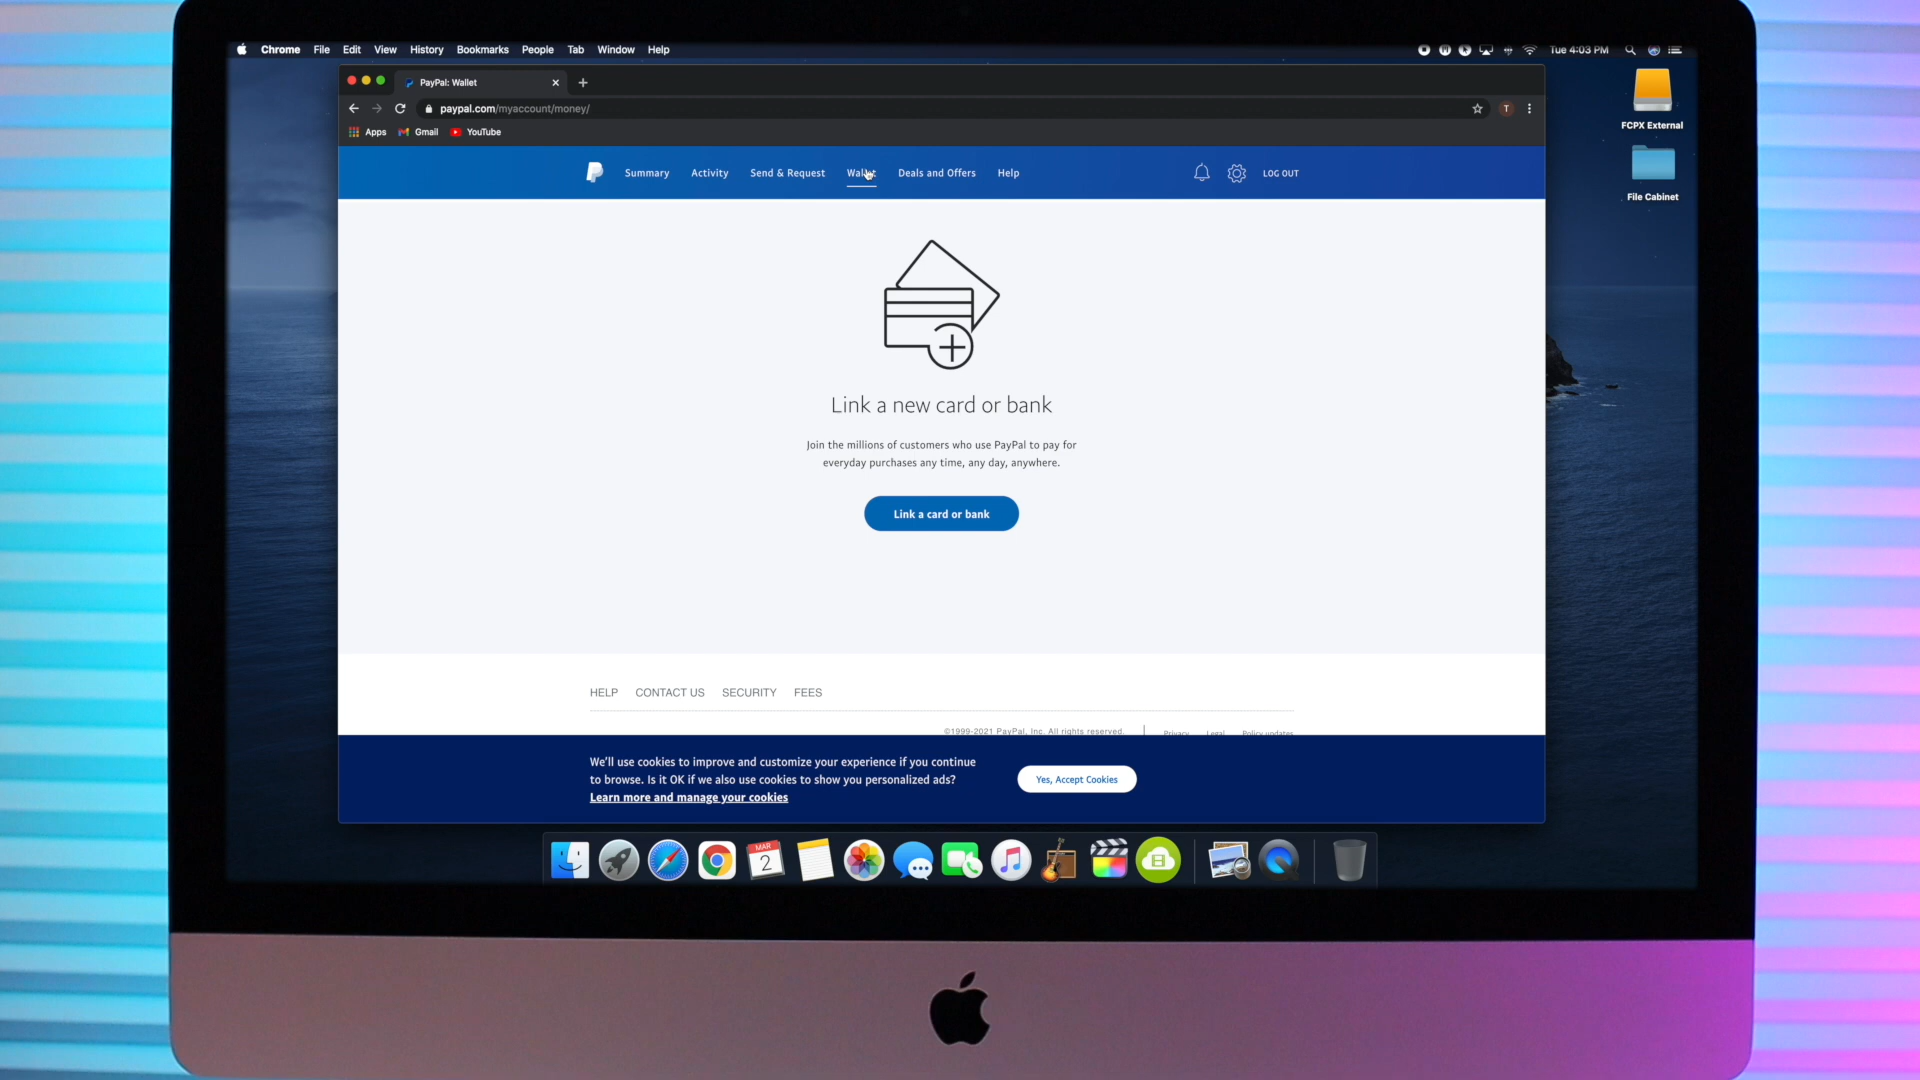 Chrome File Edit View History Bookmarks People Tab Window Help
Tue 4:03 PM
PayPal: Wallet
paypal.com/myaccount/money/
T
Apps Gmail YouTube
FCPX External
File Cabinet
Summary Activity Send & Request Wallet Deals and Offers Help LOG OUT
Link a new card or bank
Join the millions of customers who use PayPal to pay for
everyday purchases any time, any day, anywhere.
Link a card or bank
HELP CONTACT US SECURITY FEES
©1999-2021 PayPal, Inc. All rights reserved. Privacy Legal Policy updates
We'll use cookies to improve and customize your experience if you continue
to browse. Is it OK if we also use cookies to show you personalized ads?
Learn more and manage your cookies
Yes, Accept Cookies
MAR
2